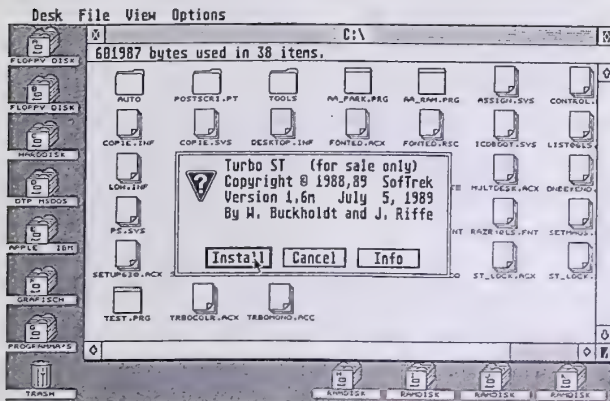 Desk File View Options
C:\
601987 bytes used in 38 items.
FLOPPY DISK
FLOPPY DISK
HARDDISK
DTP MSDOS
APPLE IGM
GRAFISCH
PROGRAMMA'S
TRASH
AUTO POSTSCRI.PT TOOLS AA_PARK.PRG AA_RAM.PRG ASSIGN.SYS CONTROL.
COPIE.INF COPIE.SYS DESKTOP.INF FONTED.ACX FONTED.RSC ICDBOOT.SYS
LOW.INF MULTDESK.ACX
PS.SYS
SETUP630.ACX ST_LOCK.ACX ST_LOCK.
TEST.PRG TRBOCOLR.ACX TRBOMONO.ACC
Turbo ST (for sale only)
Copyright © 1988,89 SofTrek
Version 1.6m July 5, 1989
By W. Buckholdt and J. Riffe
Install Cancel Info
RAMDISK RAMDISK RAMDISK RAMDISK